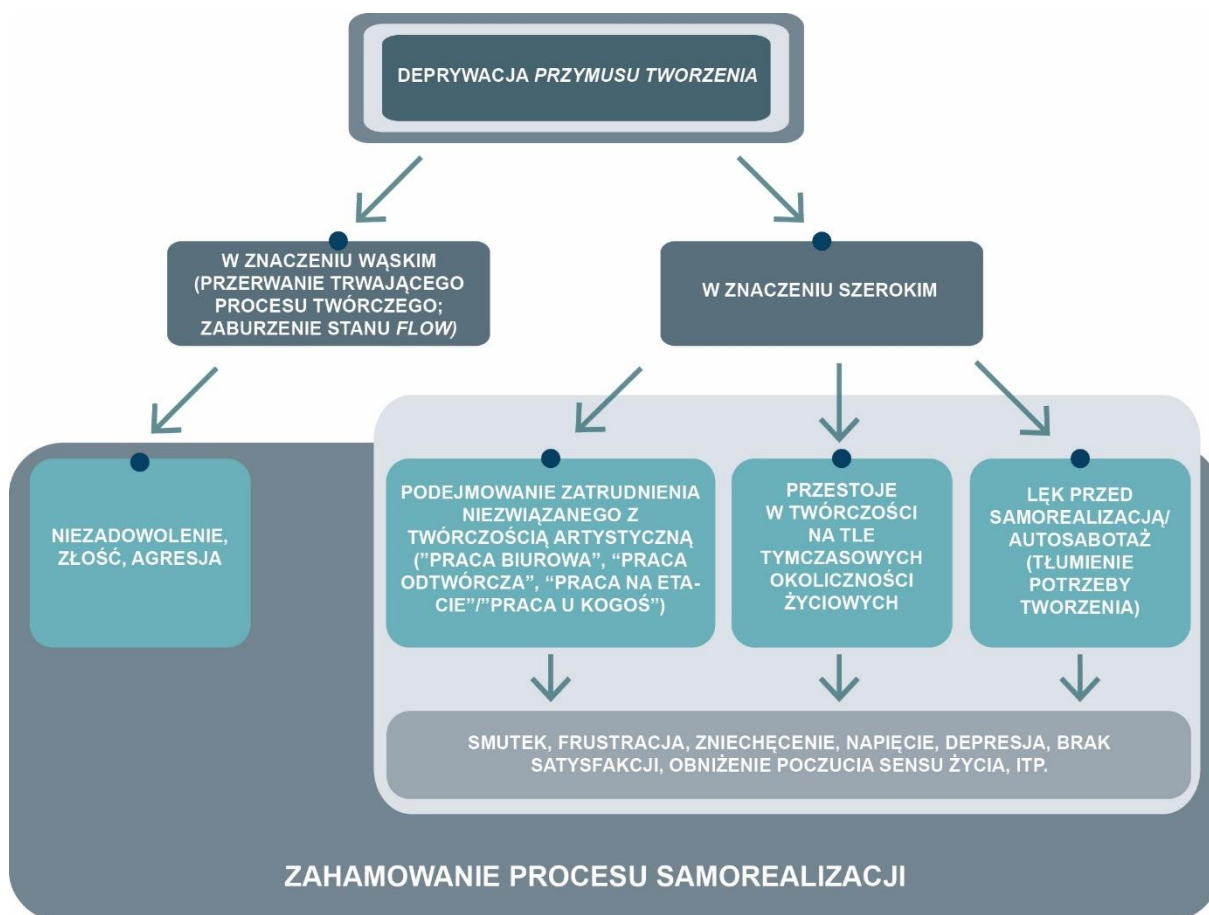 DEPRYWACJA PRZYMUSU TWORZENIA
W ZNACZENIU WĄSKIM
(PRZERWANIE TRWAJĄCEGO
PROCESU TWÓRCZEGO;
ZABURZENIE STANU FLOW)
W ZNACZENIU SZEROKIM
NIEZADOWOLENIE,
ZŁOŚĆ, AGRESJA
PODEJMOWANIE ZATRUDNIENIA
NIEZWIĄZANEGO Z
TWÓRCZOŚCIĄ ARTYSTYCZNĄ
("PRACA BIUROWA", “PRACA
ODTWÓRCZA”, “PRACA NA ETA-
CIE”/”PRACA U KOGOŚ”)
PRZESTOJE
W TWÓRCZOŚCI
NA TLE
TYMCZASOWYCH
OKOLICZNOŚCI
ŻYCIOWYCH
LĘK PRZED
SAMOREALIZACJĄ/
AUTOSABOTAŻ
(TŁUMIENIE
POTRZEBY
TWORZENIA)
SMUTEK, FRUSTRACJA, ZNIECHĘCENIE, NAPIĘCIE, DEPRESJA, BRAK
SATYSFAKCJI, OBNIŻENIE POCZUCIA SENSU ŻYCIA, ITP.
ZAHAMOWANIE PROCESU SAMOREALIZACJI